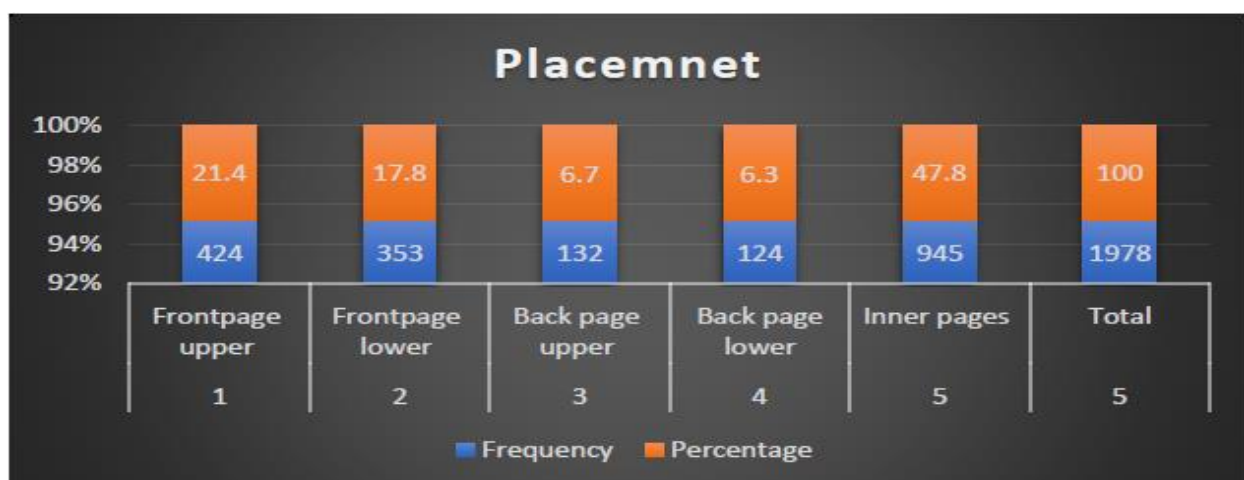 Placemnet
100%
98%
96%
94%
92%
21.4 17.8 6.7 6.3 47.8 100
424 353 132 124 945 1978
Frontpage upper Frontpage lower Back page upper Back page lower Inner pages Total
1 2 3 4 5 5
Frequency Percentage